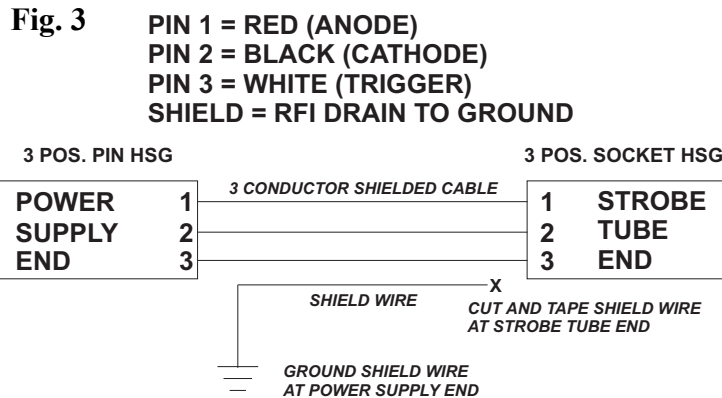 Fig. 3
PIN 1 = RED (ANODE)
PIN 2 = BLACK (CATHODE)
PIN 3 = WHITE (TRIGGER)
SHIELD = RFI DRAIN TO GROUND
3 POS. PIN HSG
3 POS. SOCKET HSG
3 CONDUCTOR SHIELDED CABLE
POWER 1
SUPPLY 2
END 3
1 STROBE
2 TUBE
3 END
SHIELD WIRE
X
CUT AND TAPE SHIELD WIRE
AT STROBE TUBE END
GROUND SHIELD WIRE
AT POWER SUPPLY END